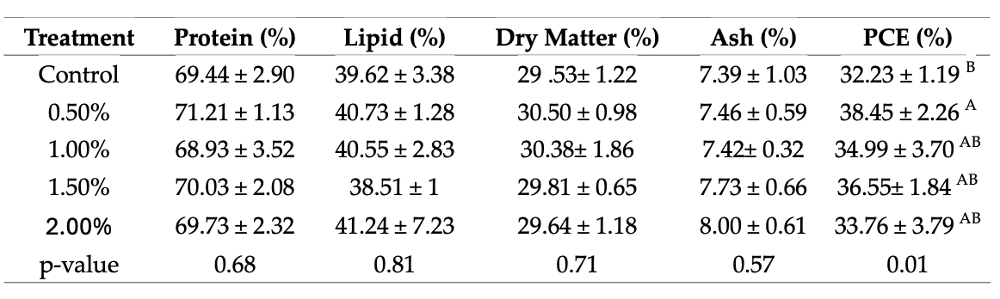 Treatment Protein (%) Lipid (%) Dry Matter (%) Ash (%) PCE (%)
Control 69.44 ± 2.90 39.62 ± 3.38 29 .53± 1.22 7.39 ± 1.03 32.23 ± 1.19 B
0.50% 71.21 ± 1.13 40.73 ± 1.28 30.50 ± 0.98 7.46 ± 0.59 38.45 ± 2.26 A
1.00% 68.93 ± 3.52 40.55 ± 2.83 30.38± 1.86 7.42± 0.32 34.99 ± 3.70 AB
1.50% 70.03 ± 2.08 38.51 ± 1 29.81 ± 0.65 7.73 ± 0.66 36.55± 1.84 AB
2.00% 69.73 ± 2.32 41.24 ± 7.23 29.64 ± 1.18 8.00 ± 0.61 33.76 ± 3.79 AB
p-value 0.68 0.81 0.71 0.57 0.01